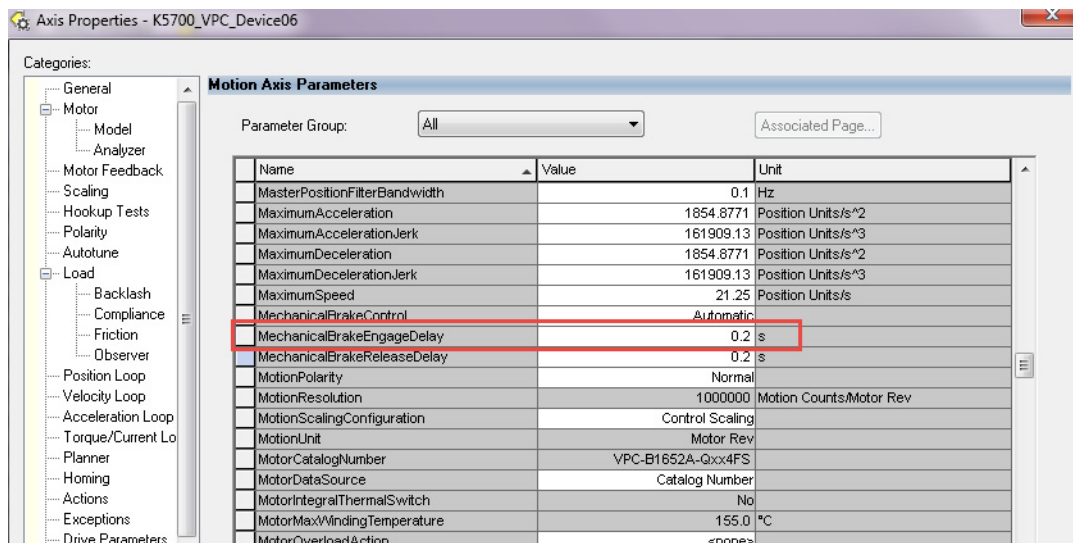 Axis Properties - K5700_VPC_Device06
Categories:
General
Motor
Model
Analyzer
Motor Feedback
Scaling
Hookup Tests
Polarity
Autotune
Load
Backlash
Compliance
Friction
Observer
Position Loop
Velocity Loop
Acceleration Loop
Torque/Current Lo
Planner
Homing
Actions
Exceptions
Drive Parameters
Motion Axis Parameters
Parameter Group: All Associated Page...
Name Value Unit
MasterPositionFilterBandwidth 0.1 Hz
MaximumAcceleration 1854.8771 Position Units/s^2
MaximumAccelerationJerk 161909.13 Position Units/s^3
MaximumDeceleration 1854.8771 Position Units/s^2
MaximumDecelerationJerk 161909.13 Position Units/s^3
MaximumSpeed 21.25 Position Units/s
MechanicalBrakeControl Automatic
MechanicalBrakeEngageDelay 0.2 s
MechanicalBrakeReleaseDelay 0.2 s
MotionPolarity Normal
MotionResolution 1000000 Motion Counts/Motor Rev
MotionScalingConfiguration Control Scaling
MotionUnit Motor Rev
MotorCatalogNumber VPC-B1652A-Qxx4FS
MotorDataSource Catalog Number
MotorIntegralThermalSwitch No
MotorMaxWindingTemperature 155.0 °C
MotorOverloadAction <none>